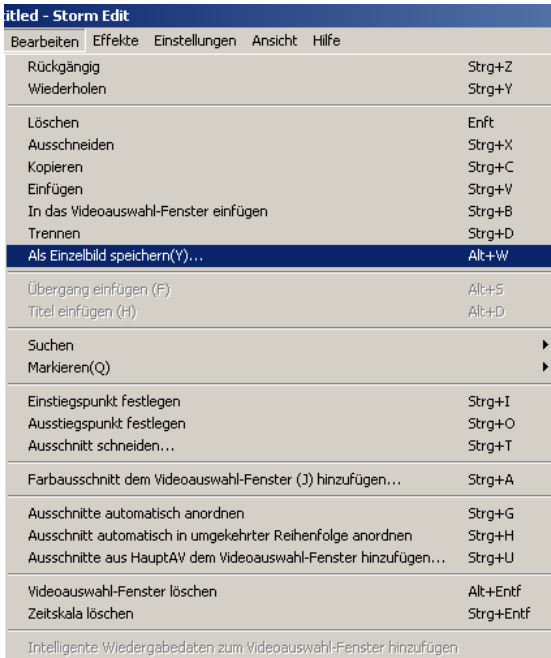 itled - Storm Edit
Bearbeiten Effekte Einstellungen Ansicht Hilfe
Rückgängig Strg+Z
Wiederholen Strg+Y
Löschen Enft
Ausschneiden Strg+X
Kopieren Strg+C
Einfügen Strg+V
In das Videoauswahl-Fenster einfügen Strg+B
Trennen Strg+D
Als Einzelbild speichern(Y)... Alt+W
Übergang einfügen (F) Alt+S
Titel einfügen (H) Alt+D
Suchen
Markieren(Q)
Einstiegspunkt festlegen Strg+I
Ausstiegspunkt festlegen Strg+O
Ausschnitt schneiden... Strg+T
Farbausschnitt dem Videoauswahl-Fenster (J) hinzufügen... Strg+A
Ausschnitte automatisch anordnen Strg+G
Ausschnitt automatisch in umgekehrter Reihenfolge anordnen Strg+H
Ausschnitte aus HauptAV dem Videoauswahl-Fenster hinzufügen... Strg+U
Videoauswahl-Fenster löschen Alt+Entf
Zeitskala löschen Strg+Entf
Intelligente Wiedergabedaten zum Videoauswahl-Fenster hinzufügen